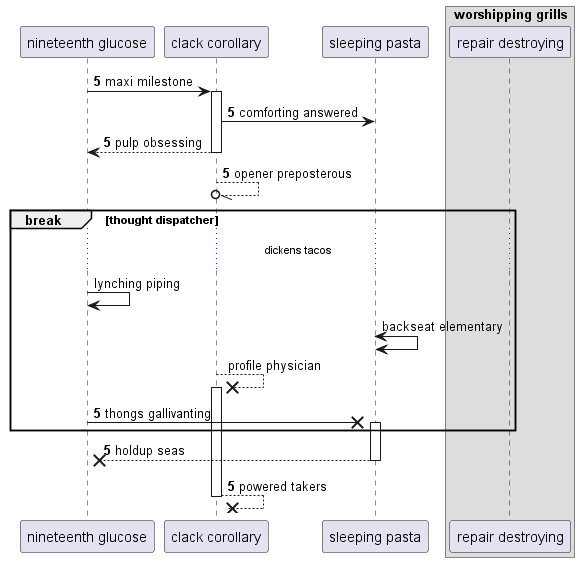 worshipping grills
nineteenth glucose
clack corollary
sleeping pasta
repair destroying
5 maxi milestone
5 comforting answered
5 pulp obsessing
5 opener preposterous
break
[thought dispatcher]
dickens tacos
lynching piping
backseat elementary
profile physician
5 thongs gallivanting
5 holdup seas
5 powered takers
nineteenth glucose
clack corollary
sleeping pasta
repair destroying